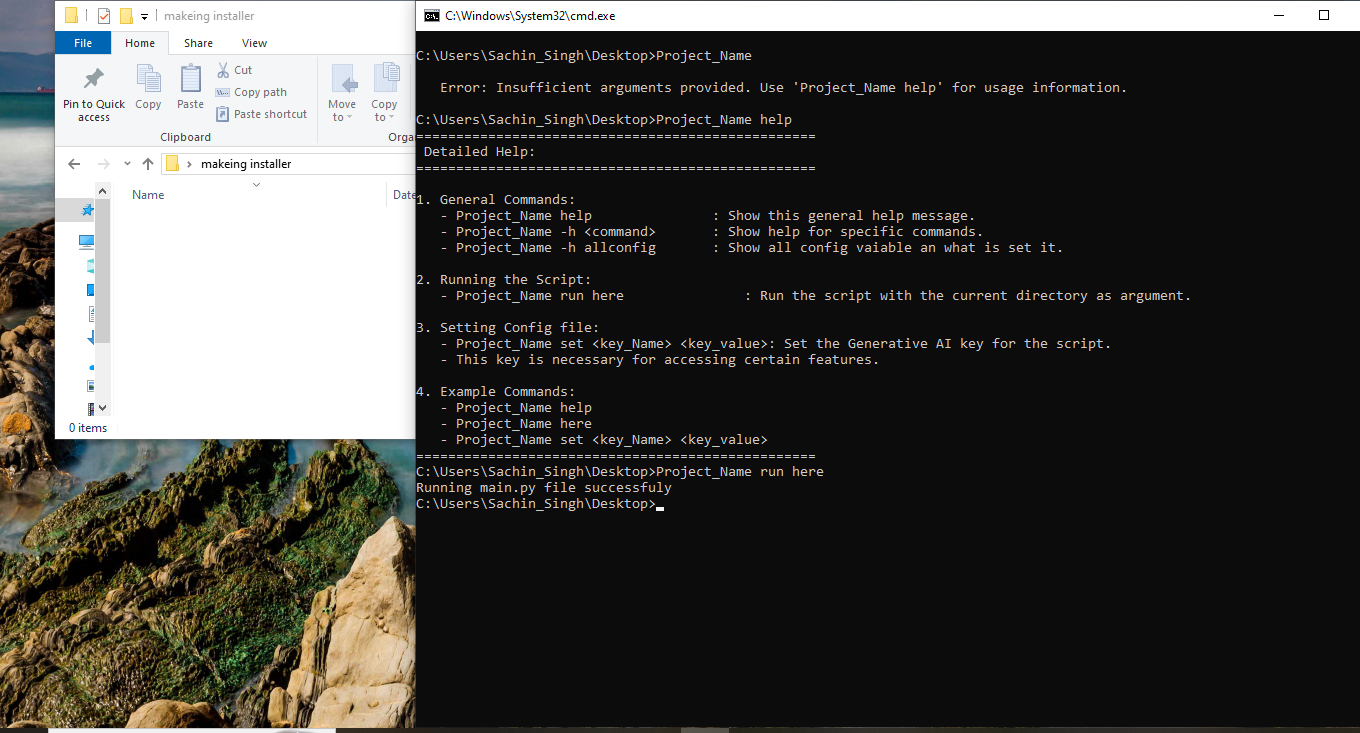 makeing installer
File Home Share View
Pin to Quick access
Copy
Paste
Cut
Copy path
Paste shortcut
Move to
Copy to
Clipboard
Orga
makeing installer
Name
Date
0 items
C:\Windows\System32\cmd.exe
C:\Users\Sachin_Singh\Desktop>Project_Name
Error: Insufficient arguments provided. Use 'Project_Name help' for usage information.
C:\Users\Sachin_Singh\Desktop>Project_Name help
==================================================
Detailed Help:
==================================================
1. General Commands:
- Project_Name help : Show this general help message.
- Project_Name -h <command> : Show help for specific commands.
- Project_Name -h allconfig : Show all config vaiable an what is set it.
2. Running the Script:
- Project_Name run here : Run the script with the current directory as argument.
3. Setting Config file:
- Project_Name set <key_Name> <key_value>: Set the Generative AI key for the script.
- This key is necessary for accessing certain features.
4. Example Commands:
- Project_Name help
- Project_Name here
- Project_Name set <key_Name> <key_value>
==================================================
C:\Users\Sachin_Singh\Desktop>Project_Name run here
Running main.py file successfuly
C:\Users\Sachin_Singh\Desktop>